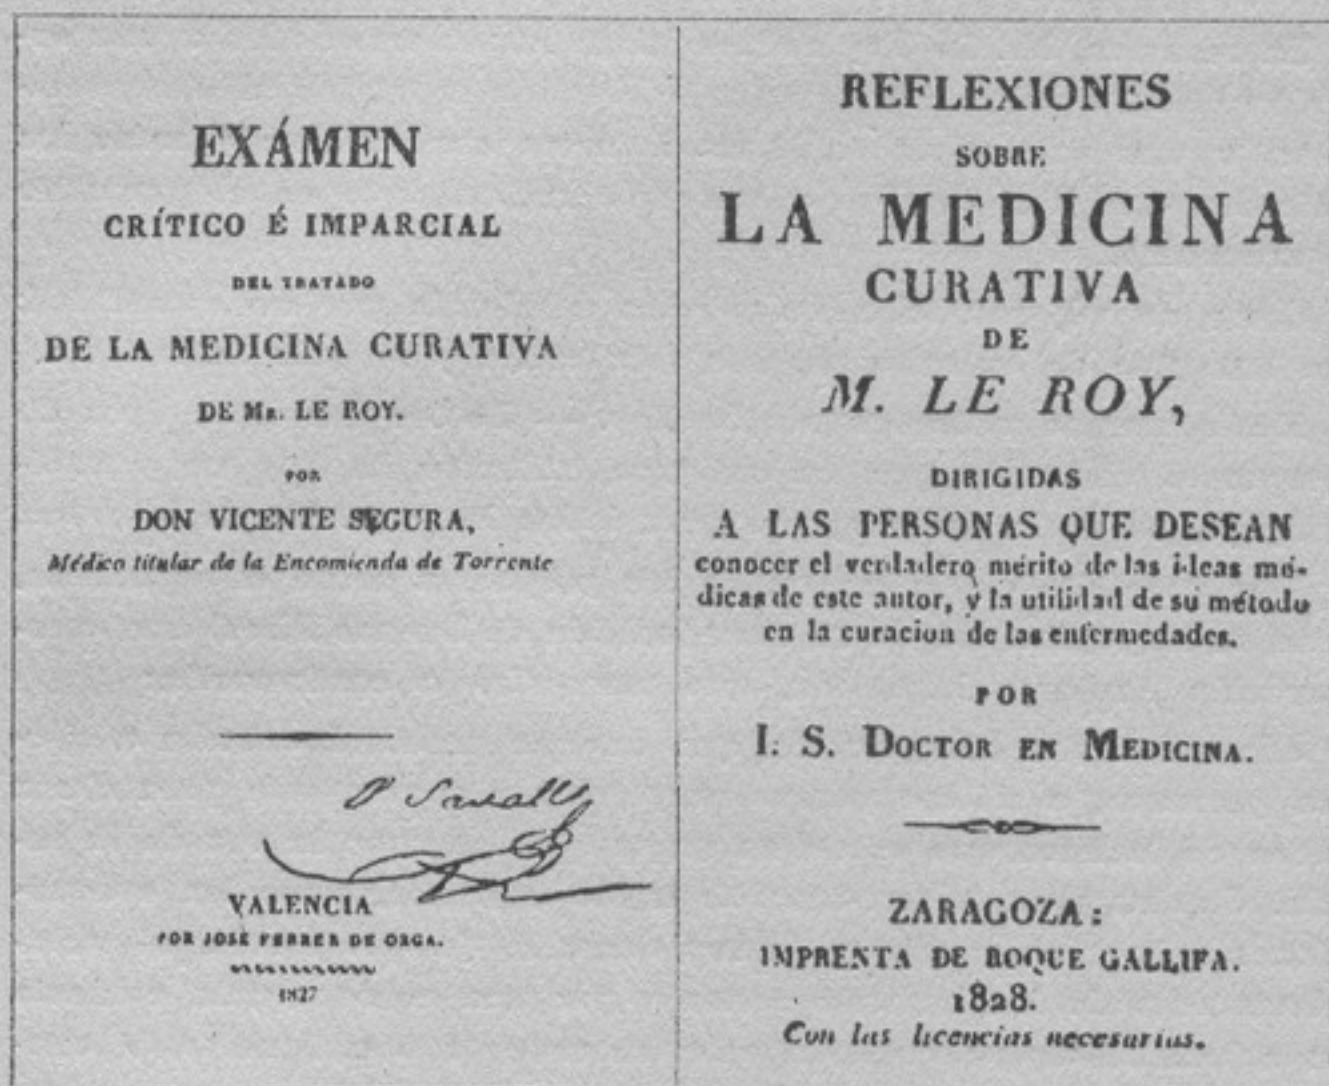 EXÁMEN
CRÍTICO É IMPARCIAL
DEL TRATADO
DE LA MEDICINA CURATIVA
DE MR. LE ROY.
POR
DON VICENTE SEGURA,
Médico titular de la Encomienda de Torrente
VALENCIA
POR JOSÉ FERRER DE ORGA.
1827
REFLEXIONES
SOBRE
LA MEDICINA
CURATIVA
DE
M. LE ROY,
DIRIGIDAS
A LAS PERSONAS QUE DESEAN
conocer el verdadero mérito de las ideas mé-
dicas de este autor, y la utilidad de su método
en la curacion de las enfermedades.
POR
I. S. DOCTOR EN MEDICINA.
ZARAGOZA:
IMPRENTA DE ROQUE GALLIFA.
1828.
Con las licencias necesarias.